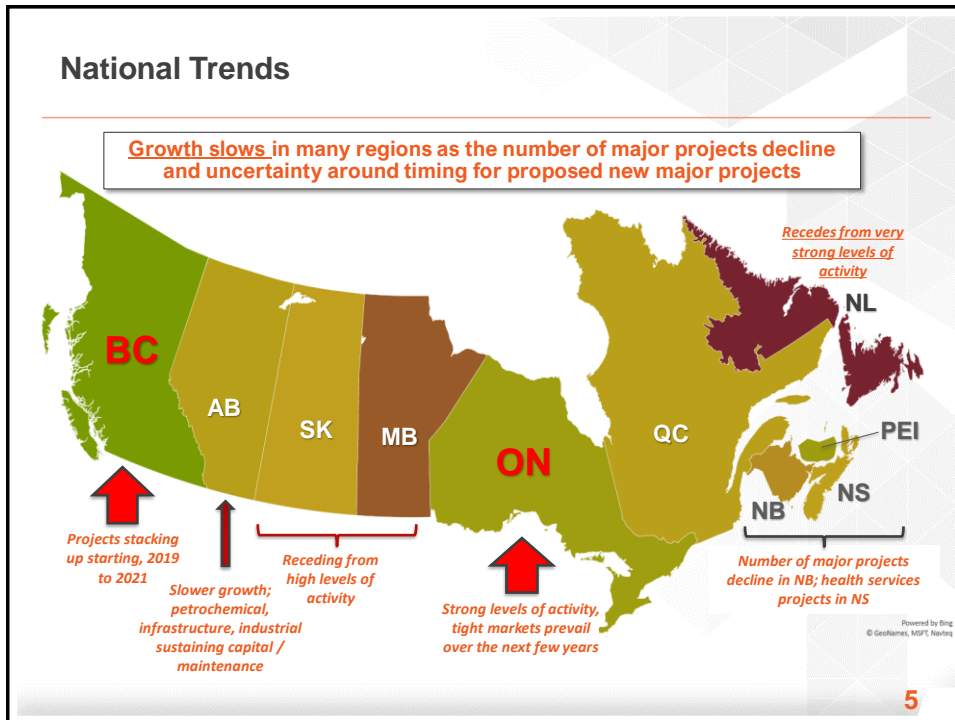 National Trends
Growth slows in many regions as the number of major projects decline
and uncertainty around timing for proposed new major projects
Recedes from very
strong levels of
activity
NL
BC
AB
SK
MB
ON
QC
PEI
NB
NS
Projects stacking
up starting, 2019
to 2021
Slower growth;
petrochemical,
infrastructure, industrial
sustaining capital /
maintenance
Receding from
high levels of
activity
Strong levels of activity,
tight markets prevail
over the next few years
Number of major projects
decline in NB; health services
projects in NS
Powered by Bing
© GeoNames, MSFT, Navteq
5